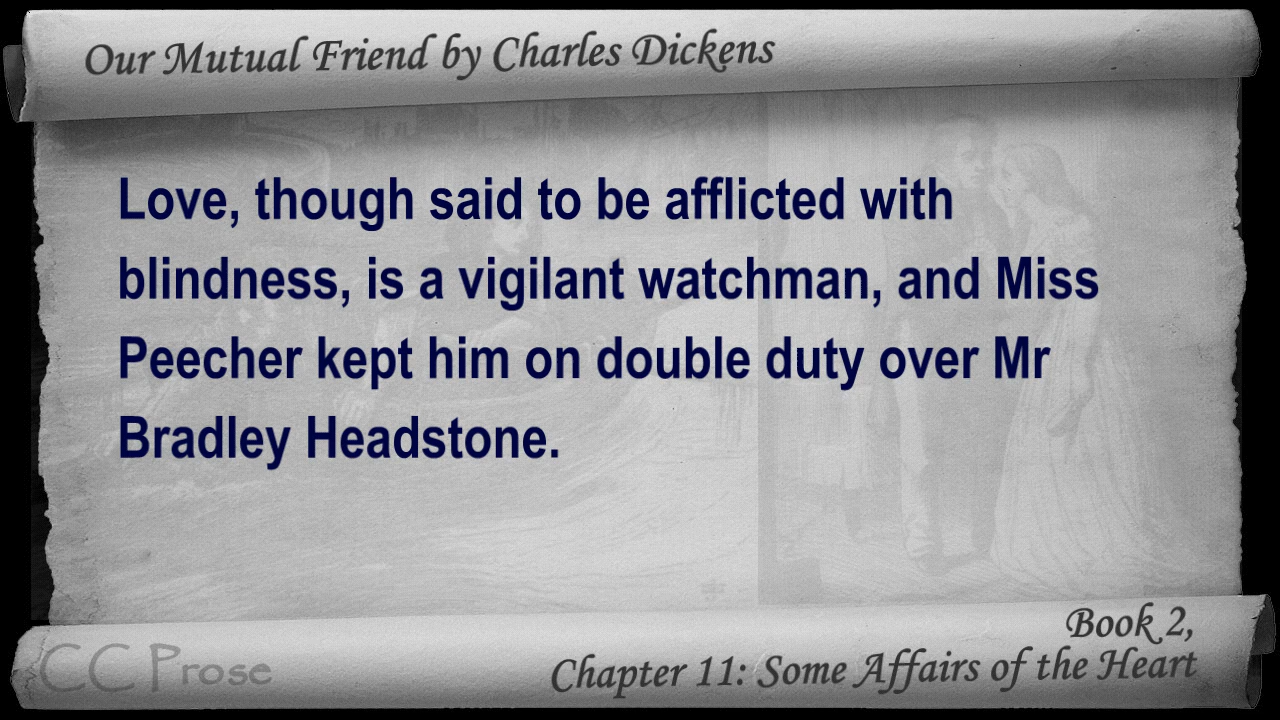 Our Mutual Friend by Charles Dickens
Love, though said to be afflicted with
blindness, is a vigilant watchman, and Miss
Peecher kept him on double duty over Mr
Bradley Headstone.
Book 2,
Chapter 11: Some Affairs of the Heart
CC Prose